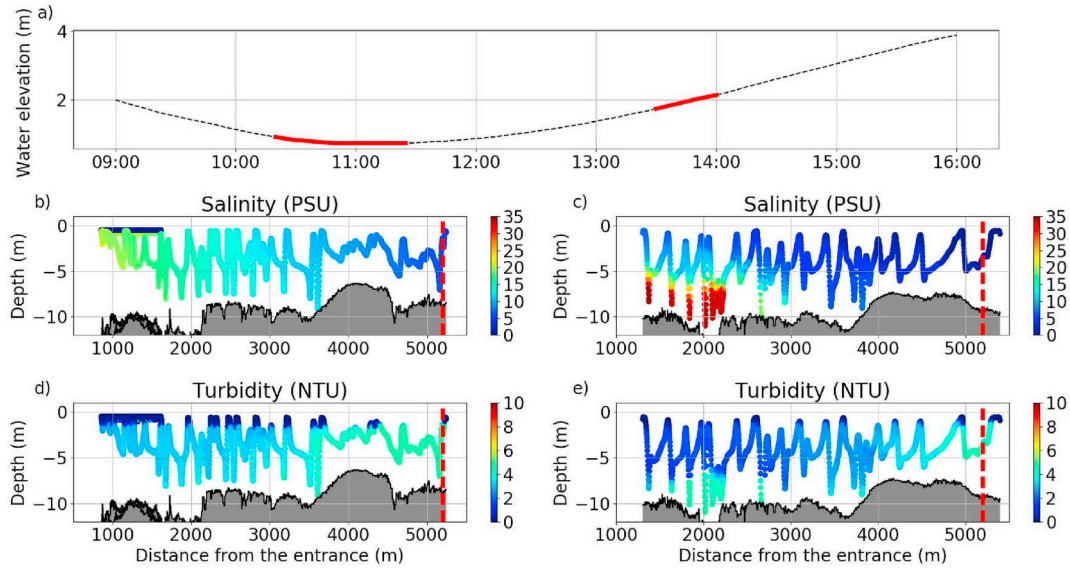 a)
Water elevation (m)
4
2
09:00 10:00 11:00 12:00 13:00 14:00 15:00 16:00
b) Salinity (PSU)
Depth (m)
0
−5
−10
1000 2000 3000 4000 5000
35
30
25
20
15
10
5
0
c) Salinity (PSU)
Depth (m)
0
−5
−10
1000 2000 3000 4000 5000
35
30
25
20
15
10
5
0
d) Turbidity (NTU)
Depth (m)
0
−5
−10
1000 2000 3000 4000 5000
Distance from the entrance (m)
10
8
6
4
2
0
e) Turbidity (NTU)
Depth (m)
0
−5
−10
1000 2000 3000 4000 5000
Distance from the entrance (m)
10
8
6
4
2
0